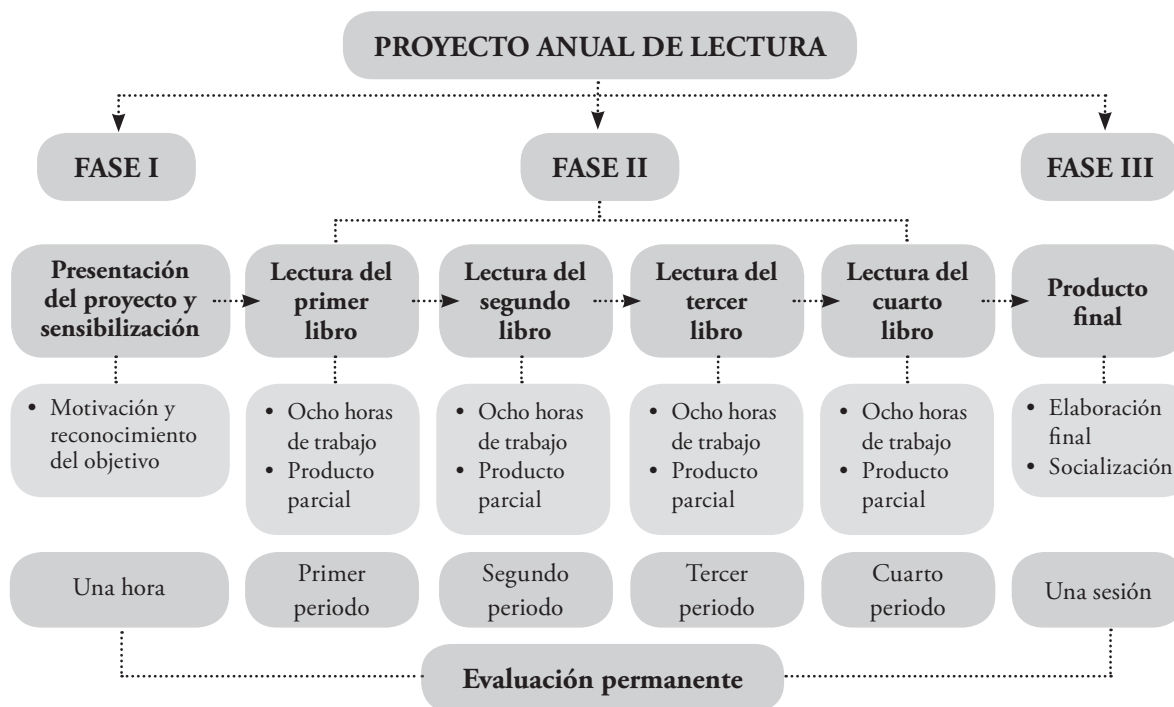 PROYECTO ANUAL DE LECTURA
FASE I
FASE II
FASE III
Presentación
del proyecto y
sensibilización
Lectura del
primer
libro
Lectura del
segundo
libro
Lectura del
tercer
libro
Lectura del
cuarto
libro
Producto
final
• Motivación y
reconocimiento
del objetivo
• Ocho horas
de trabajo
• Producto
parcial
• Ocho horas
de trabajo
• Producto
parcial
• Ocho horas
de trabajo
• Producto
parcial
• Ocho horas
de trabajo
• Producto
parcial
• Elaboración
final
• Socialización
Una hora
Primer
periodo
Segundo
periodo
Tercer
periodo
Cuarto
periodo
Una sesión
Evaluación permanente